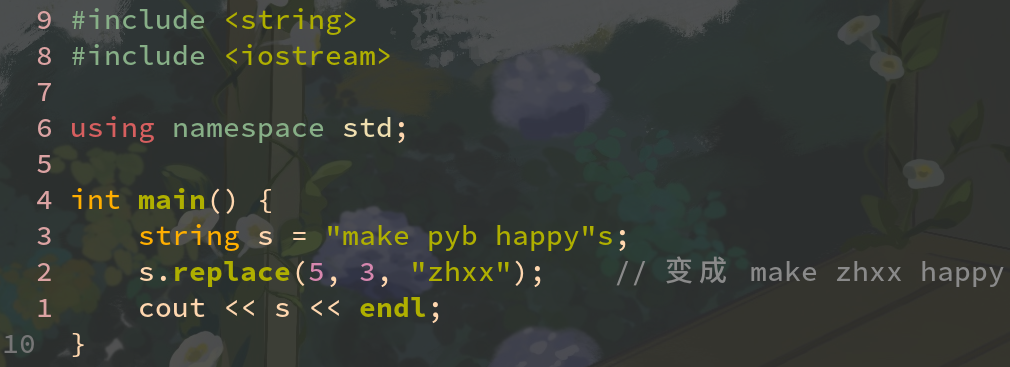 9 #include <string>
8 #include <iostream>
7
6 using namespace std;
5
4 int main() {
3     string s = "make pyb happy"s;
2     s.replace(5, 3, "zhxx");    // 变成 make zhxx happy
1     cout << s << endl;
10 }